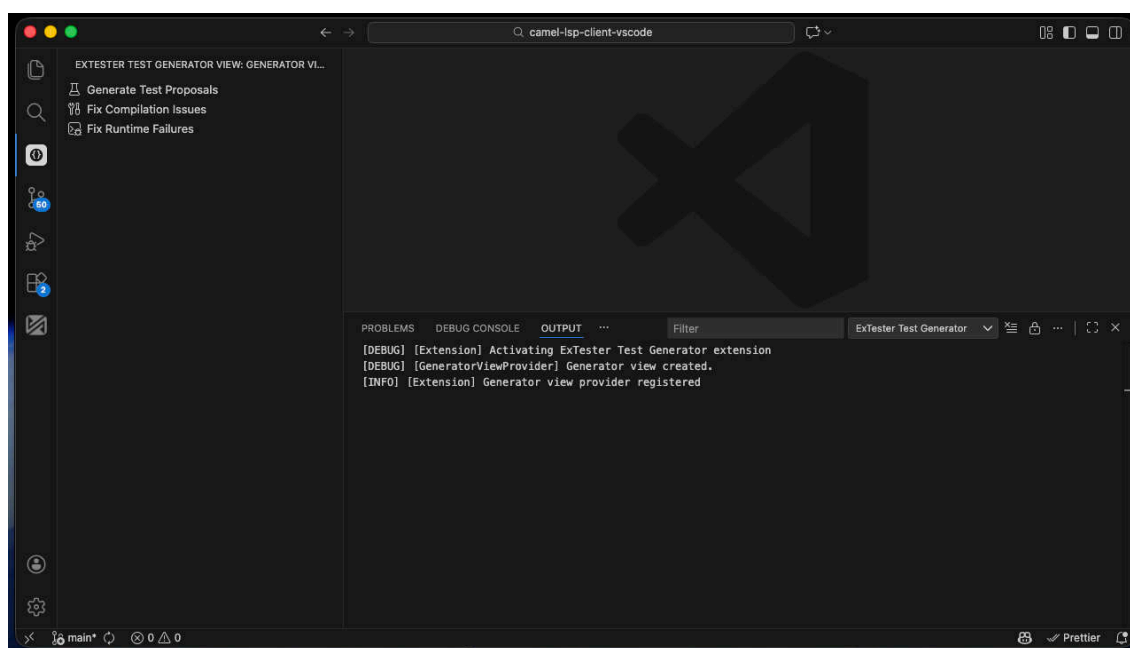 camel-lsp-client-vscode
EXTESTER TEST GENERATOR VIEW: GENERATOR VI...
Generate Test Proposals
Fix Compilation Issues
Fix Runtime Failures
50
2
PROBLEMS DEBUG CONSOLE OUTPUT ... Filter ExTester Test Generator
[DEBUG] [Extension] Activating ExTester Test Generator extension
[DEBUG] [GeneratorViewProvider] Generator view created.
[INFO] [Extension] Generator view provider registered
main* 0 0 Prettier